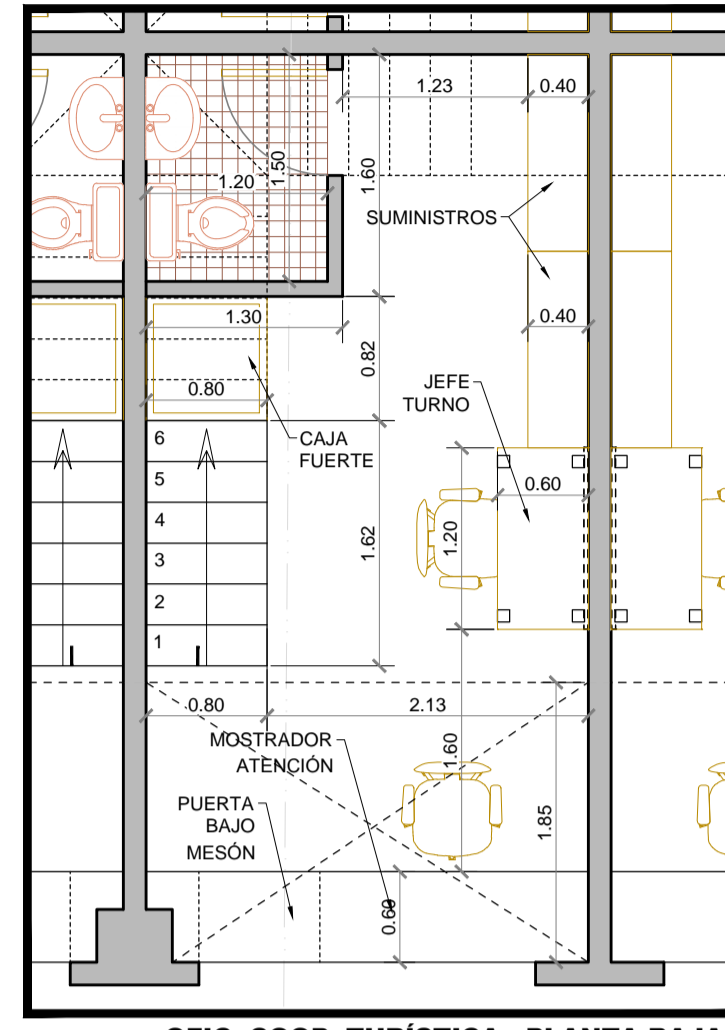 1.23
0.40
1.50
1.60
1.20
SUMINISTROS
1.30
0.40
0.82
JEFE
TURNO
0.80
CAJA
FUERTE
6
5
4
3
2
1
0.60
1.20
1.62
0.80
2.13
MOSTRADOR
ATENCIÓN
1.60
PUERTA
BAJO
MESÓN
1.85
0.60